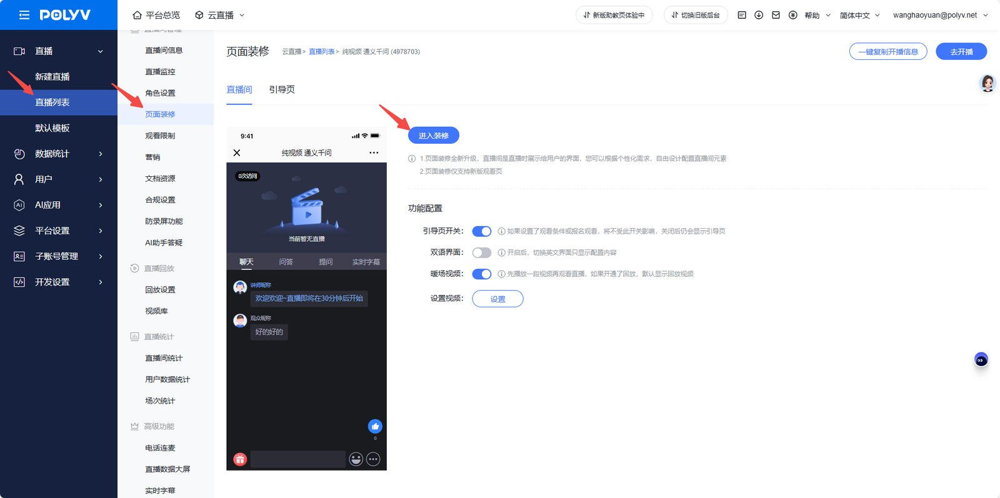 POLYV
平台总览
云直播
新版助教页体验中
切换旧版后台
帮助
简体中文
wanghaoyuan@polyv.net
直播
新建直播
直播列表
默认模板
数据统计
用户
AI应用
平台设置
子账号管理
开发设置
直播间管理
直播间信息
直播监控
角色设置
页面装修
观看限制
营销
文档资源
合规设置
防录屏功能
AI助手答疑
直播回放
回放设置
视频库
直播统计
直播间统计
用户数据统计
场次统计
高级功能
电话连麦
直播数据大屏
实时字幕
页面装修
云直播> 直播列表> 纯视频 通义千问 (4978703)
一键复制开播信息
去开播
直播间
引导页
9:41
纯视频 通义千问
0次访问
当前暂无直播
聊天
问答
提问
实时字幕
讲师昵称
欢迎欢迎~直播即将在30分钟后开始
观众昵称
好的好的
0
进入装修
1.页面装修全新升级，直播间是直播时展示给用户的界面，您可以根据个性化需求，自由设计配置直播间元素
2.页面装修仅支持新版观看页
功能配置
引导页开关：
如果设置了观看条件或报名观看，将不受此开关影响，关闭后仍会显示引导页
双语界面：
开启后，切换英文界面只显示配置内容
暖场视频：
先播放一段视频再观看直播，如果开通了回放，默认显示回放视频
设置视频：
设置